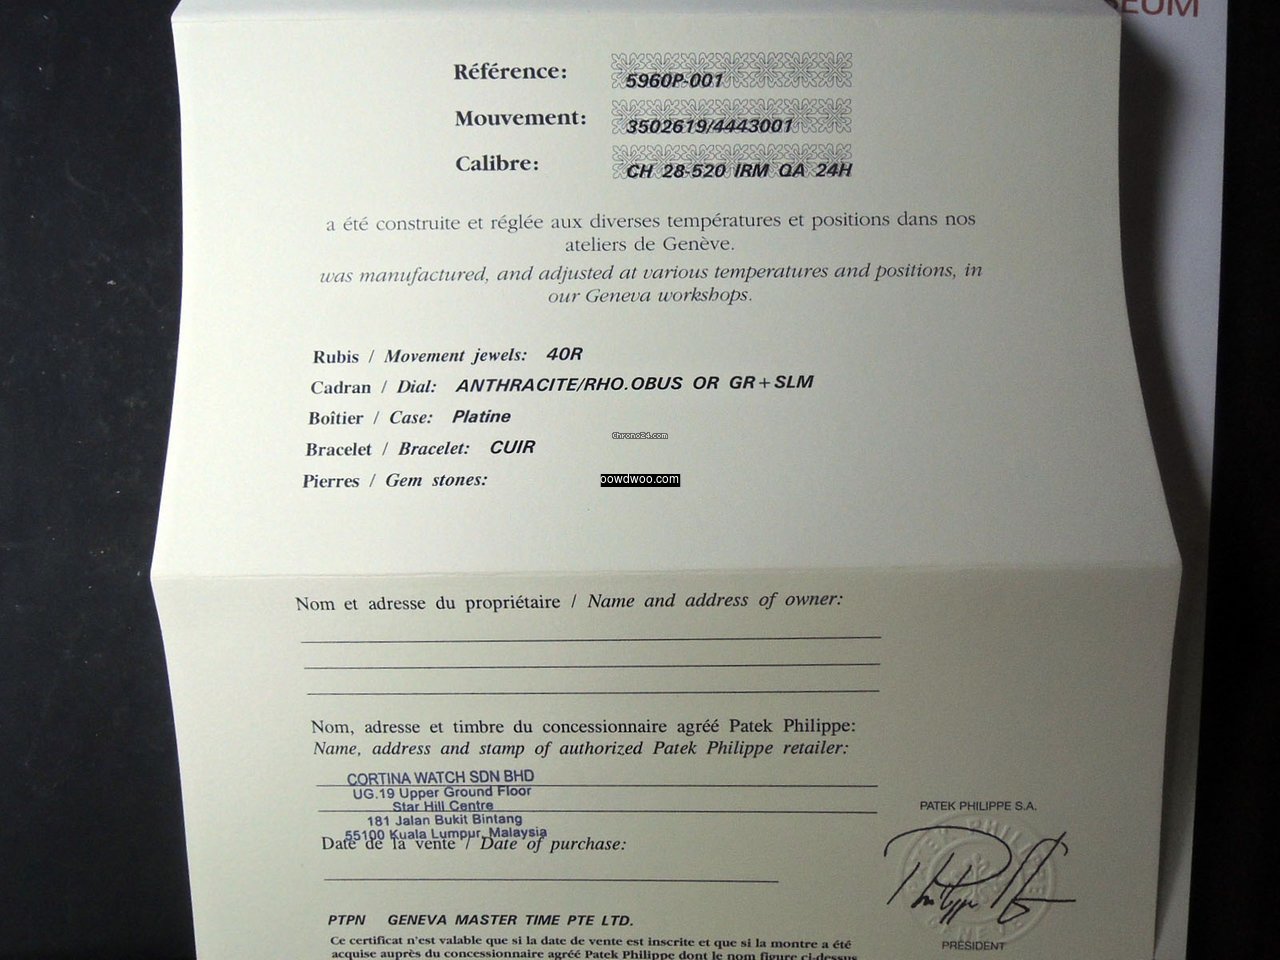 EUM
Référence: 5960P-001
Mouvement: 3502619/4443001
Calibre: CH 28-520 IRM QA 24H
a été construite et réglée aux diverses températures et positions dans nos
ateliers de Genève.
was manufactured, and adjusted at various temperatures and positions, in
our Geneva workshops.
Rubis / Movement jewels: 40R
Cadran / Dial: ANTHRACITE/RHO.OBUS OR GR+SLM
Boîtier / Case: Platine
Chrono24.com
Bracelet / Bracelet: CUIR
Pierres / Gem stones:
powdwoo.com
Nom et adresse du propriétaire / Name and address of owner:
Nom, adresse et timbre du concessionnaire agréé Patek Philippe:
Name, address and stamp of authorized Patek Philippe retailer:
CORTINA WATCH SDN BHD
UG.19 Upper Ground Floor
Star Hill Centre
181 Jalan Bukit Bintang
55100 Kuala Lumpur, Malaysia
Date de la vente / Date of purchase:
PATEK PHILIPPE S.A.
PRÉSIDENT
PTPN GENEVA MASTER TIME PTE LTD.
Ce certificat n'est valable que si la date de vente est inscrite et que si la montre a été
acquise auprès du concessionnaire agréé Patek Philippe dont le nom figure ci-dessus